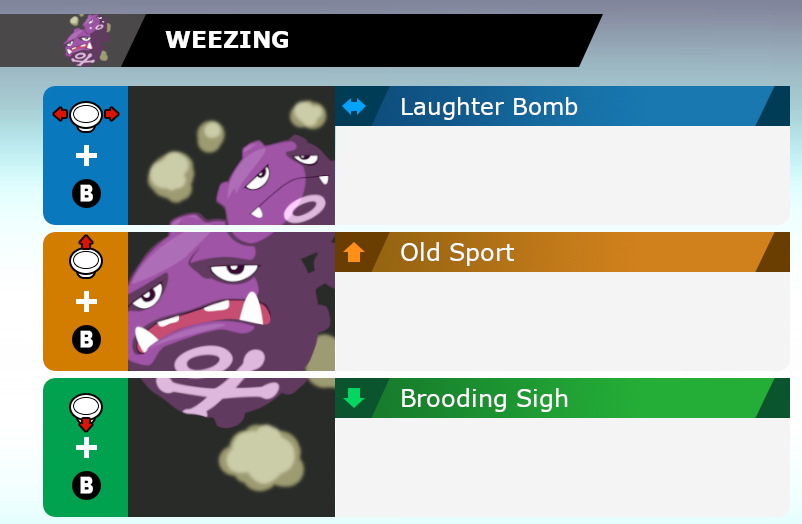 WEEZING
Laughter Bomb
+
B
Old Sport
+
B
Brooding Sigh
+
B